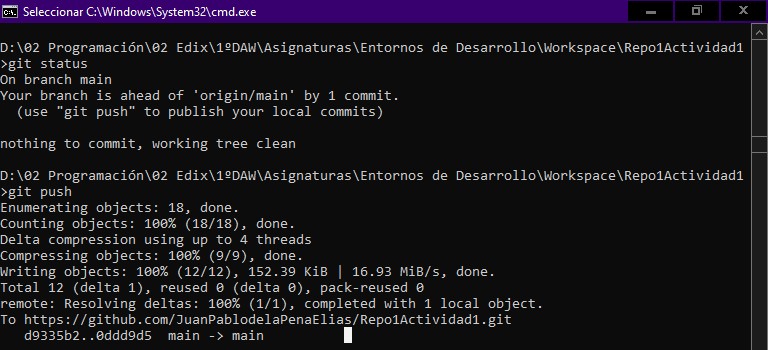 Seleccionar C:\Windows\System32\cmd.exe
D:\02 Programación\02 Edix\1ºDAW\Asignaturas\Entornos de Desarrollo\Workspace\Repo1Actividad1
>git status
On branch main
Your branch is ahead of 'origin/main' by 1 commit.
  (use "git push" to publish your local commits)
nothing to commit, working tree clean
D:\02 Programación\02 Edix\1ºDAW\Asignaturas\Entornos de Desarrollo\Workspace\Repo1Actividad1
>git push
Enumerating objects: 18, done.
Counting objects: 100% (18/18), done.
Delta compression using up to 4 threads
Compressing objects: 100% (9/9), done.
Writing objects: 100% (12/12), 152.39 KiB | 16.93 MiB/s, done.
Total 12 (delta 1), reused 0 (delta 0), pack-reused 0
remote: Resolving deltas: 100% (1/1), completed with 1 local object.
To https://github.com/JuanPablodelaPenaElias/Repo1Actividad1.git
   d9335b2..0ddd9d5  main -> main